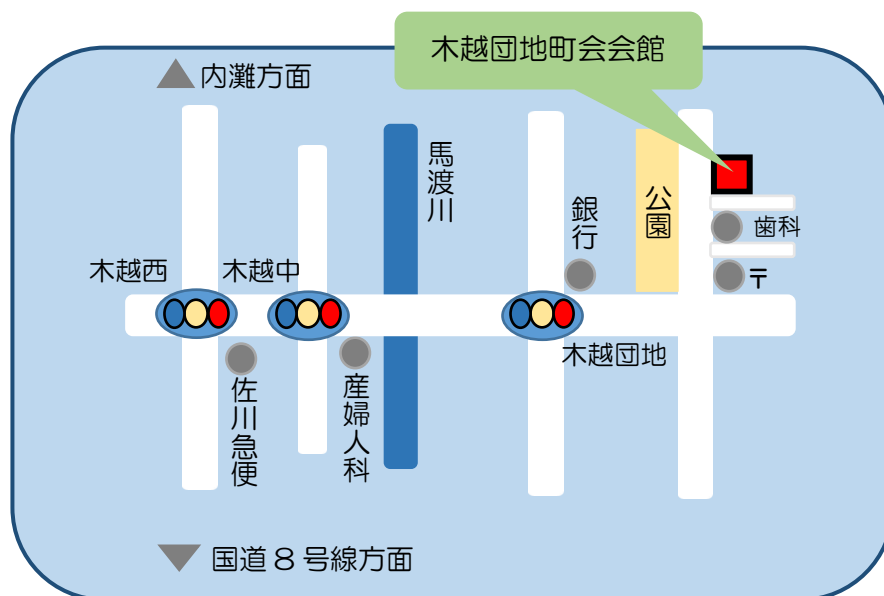 木越団地町会会館
内灘方面
馬渡川
公園
銀行
歯科
木越西
木越中
〒
木越団地
佐川急便
産婦人科
国道８号線方面